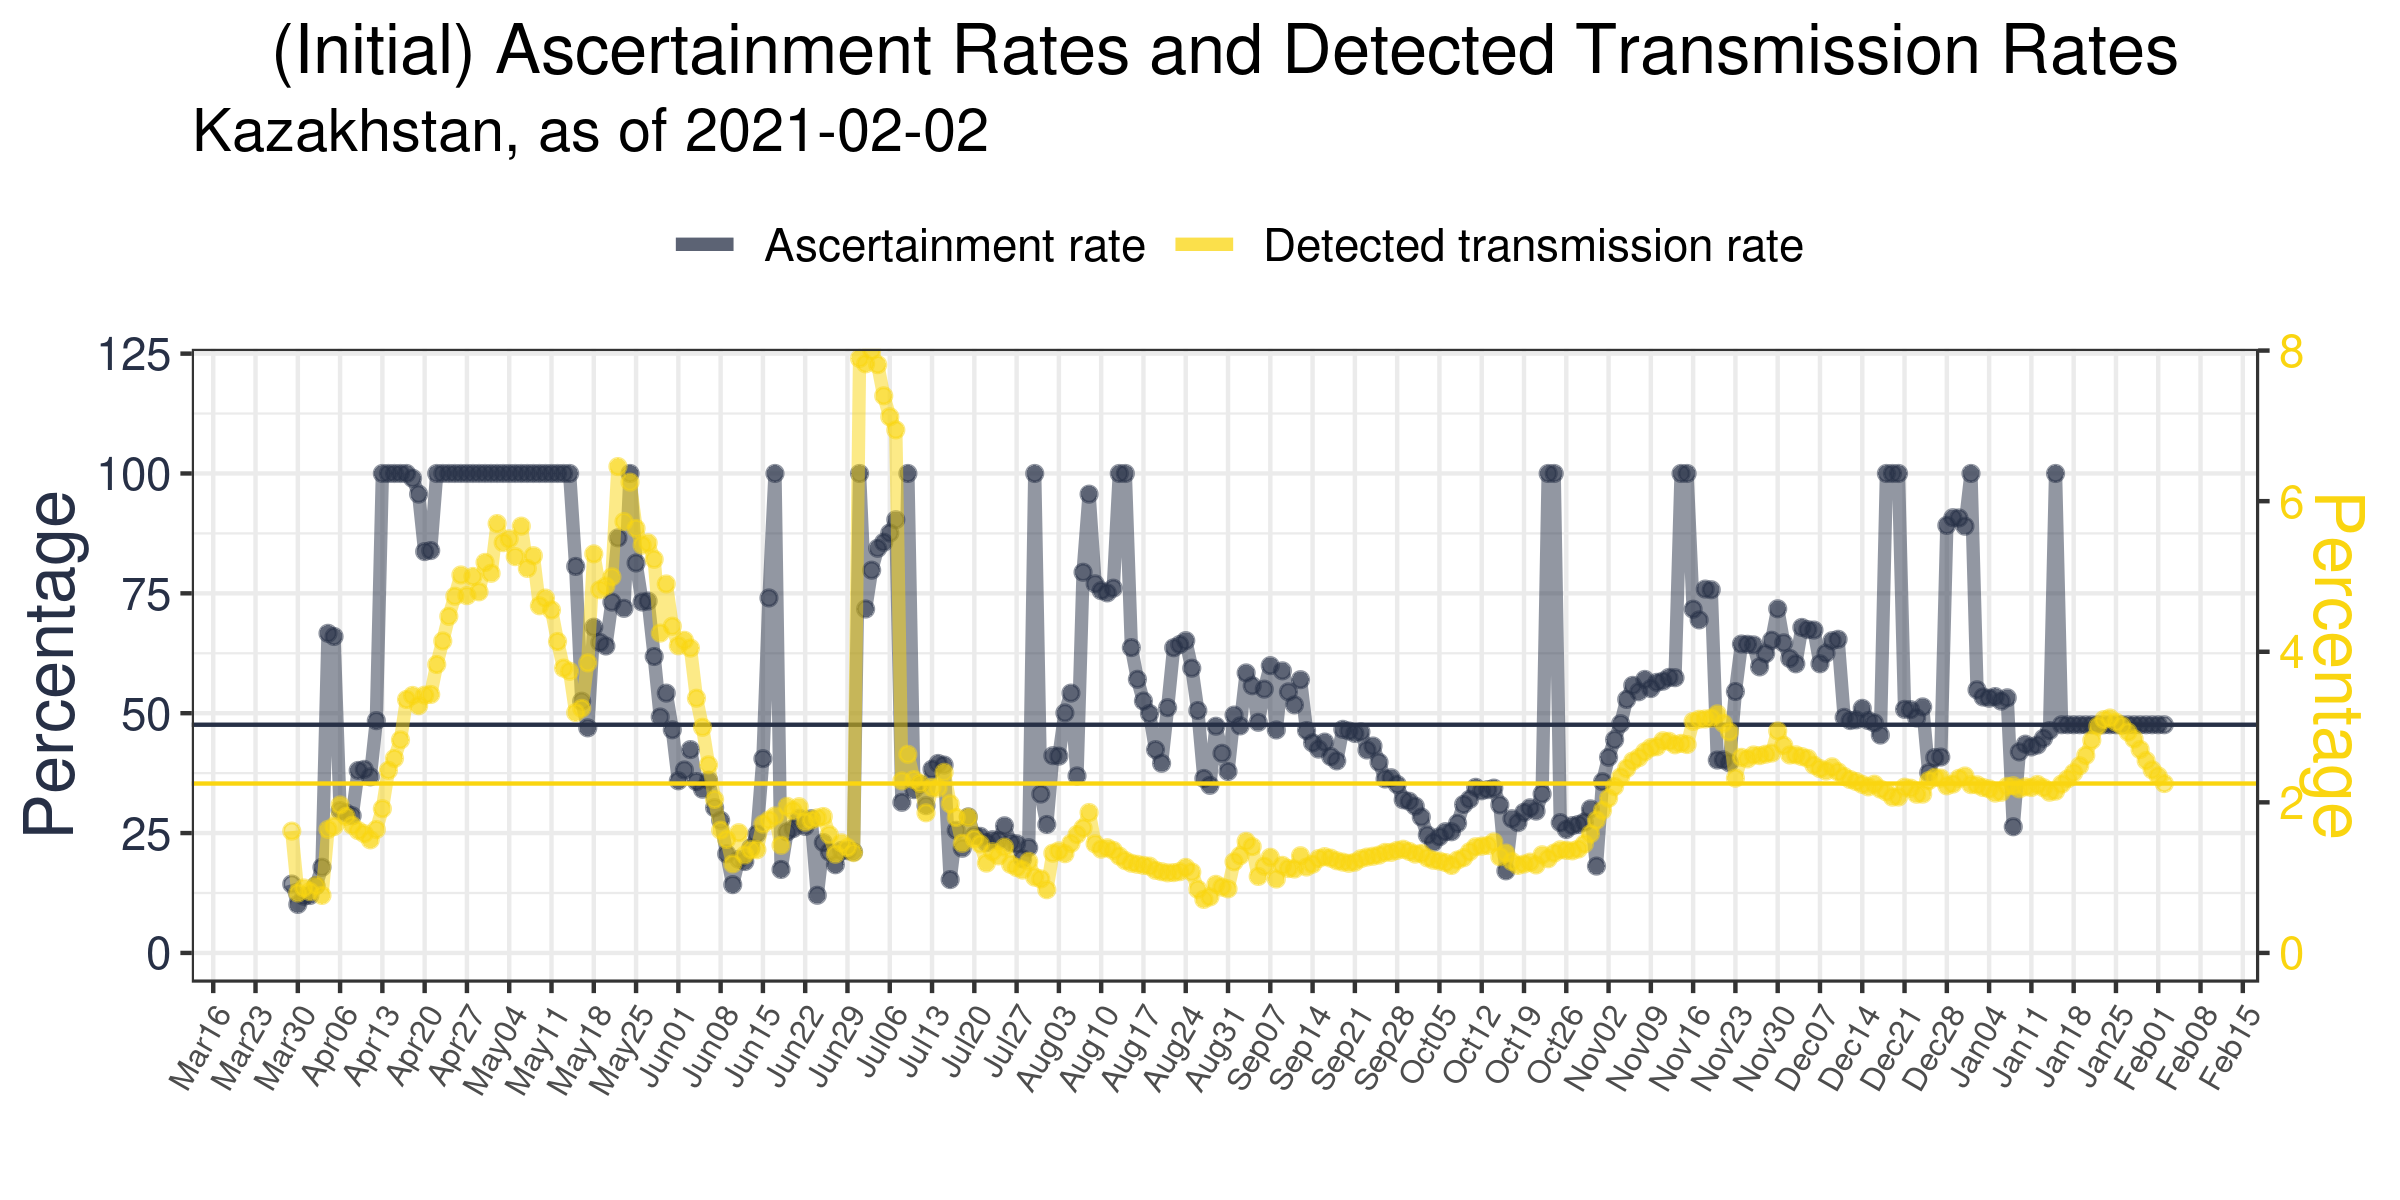 (Initial) Ascertainment Rates and Detected Transmission Rates
Kazakhstan, as of 2021-02-02
Ascertainment rate
Detected transmission rate
Percentage
125
100
75
50
25
0
8
6
4
2
0
Percentage
Mar16
Mar23
Mar30
Apr06
Apr13
Apr20
Apr27
May04
May11
May18
May25
Jun01
Jun08
Jun15
Jun22
Jun29
Jul06
Jul13
Jul20
Jul27
Aug03
Aug10
Aug17
Aug24
Aug31
Sep07
Sep14
Sep21
Sep28
Oct05
Oct12
Oct19
Oct26
Nov02
Nov09
Nov16
Nov23
Nov30
Dec07
Dec14
Dec21
Dec28
Jan04
Jan11
Jan18
Jan25
Feb01
Feb08
Feb15